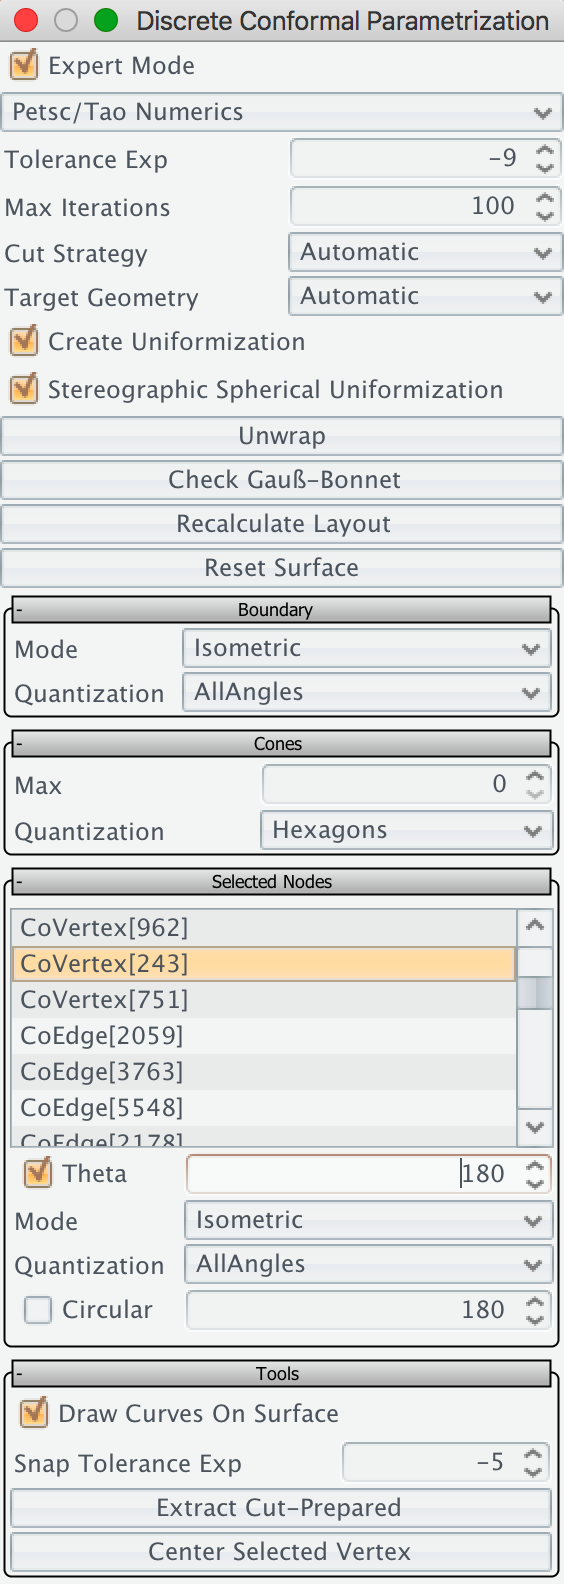 Discrete Conformal Parametrization
Expert Mode
Petsc/Tao Numerics
Tolerance Exp -9
Max Iterations 100
Cut Strategy Automatic
Target Geometry Automatic
Create Uniformization
Stereographic Spherical Uniformization
Unwrap
Check Gauß-Bonnet
Recalculate Layout
Reset Surface
- Boundary
Mode Isometric
Quantization AllAngles
- Cones
Max 0
Quantization Hexagons
- Selected Nodes
CoVertex[962]
CoVertex[243]
CoVertex[751]
CoEdge[2059]
CoEdge[3763]
CoEdge[5548]
CoEdge[2178]
Theta 180
Mode Isometric
Quantization AllAngles
Circular 180
- Tools
Draw Curves On Surface
Snap Tolerance Exp -5
Extract Cut-Prepared
Center Selected Vertex